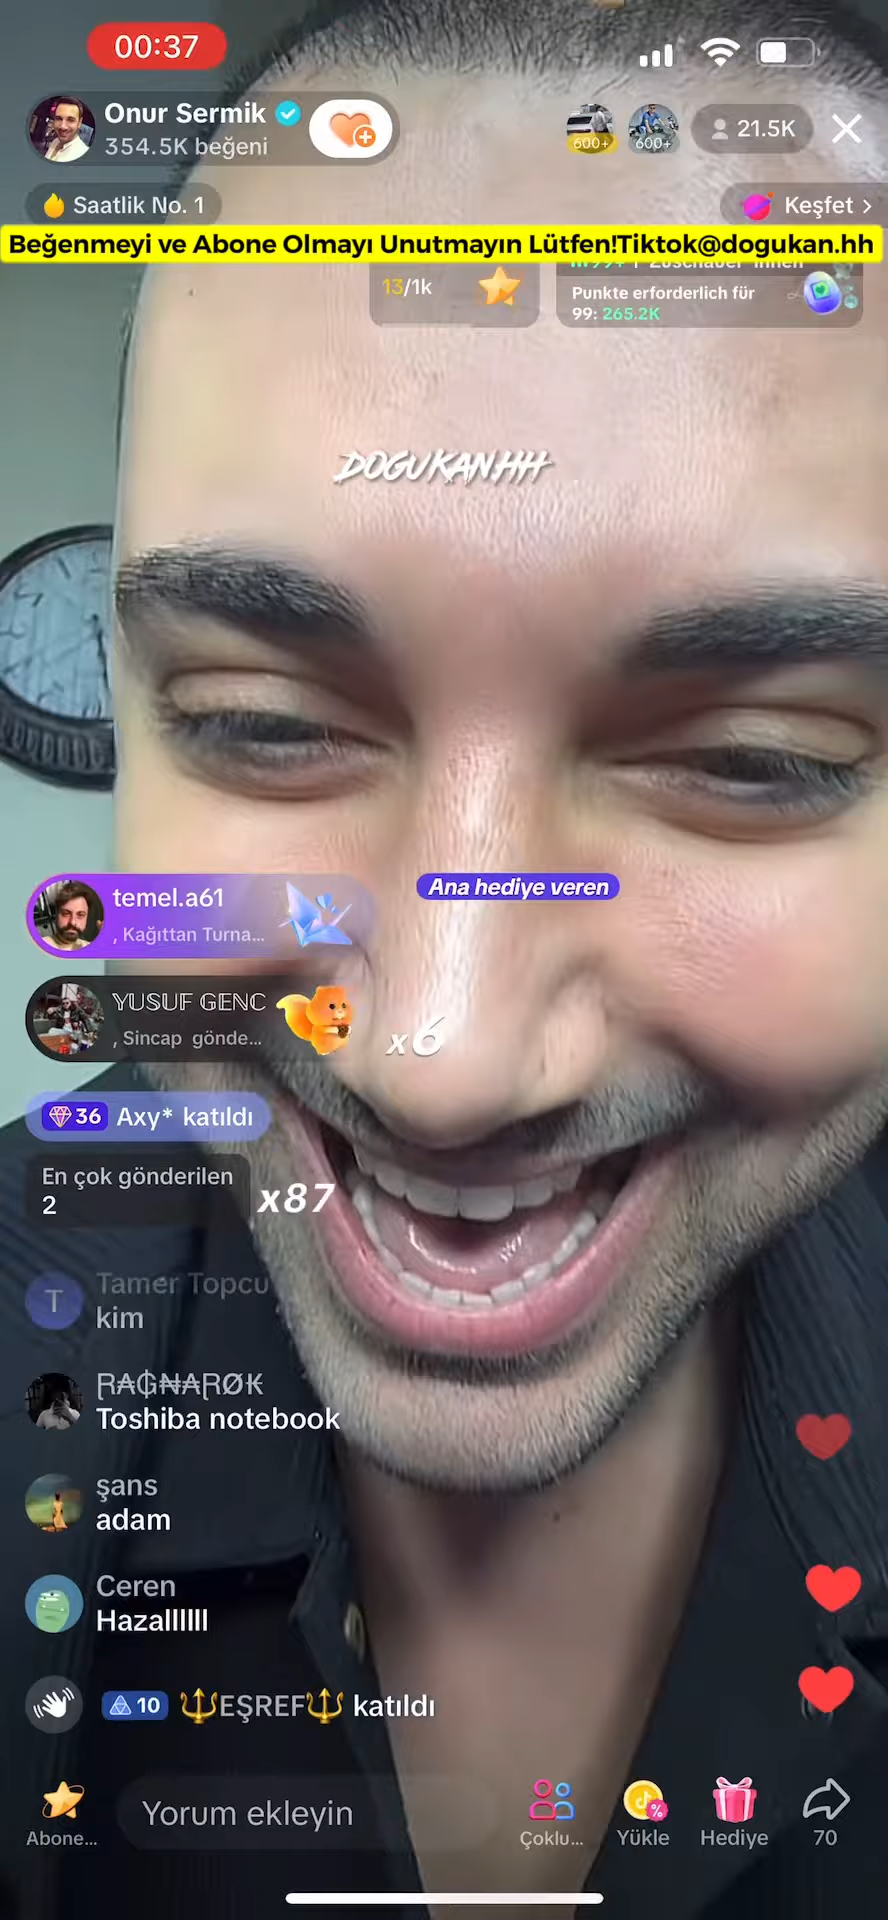 00:37
Onur Sermik
354.5K beğeni
600+
600+
21.5K
Saatlik No. 1
Keşfet >
Beğenmeyi ve Abone Olmayı Unutmayın Lütfen!Tiktok@dogukan.hh
13/1k
Punkte erforderlich für
99: 265.2K
DOGUKAN.HH
temel.a61
, Kağıttan Turna...
Ana hediye veren
YUSUF GENC
, Sincap gönde...
x6
36 Axy* katıldı
En çok gönderilen
2
x87
Tamer Topcu
T
kim
Ɽ₳₲₦₳ⱤØ₭
Toshiba notebook
şans
adam
Ceren
Hazallllll
10 🔱EŞREF🔱 katıldı
Yorum ekleyin
Abone...
Çoklu...
Yükle
Hediye
70